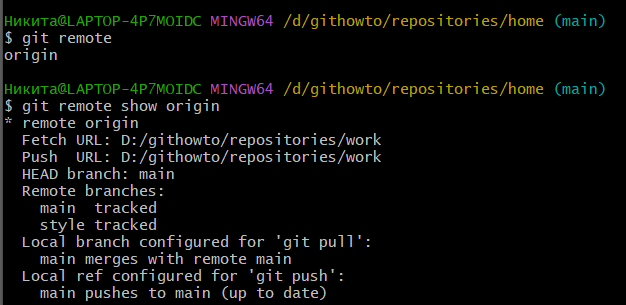 Никита@LAPTOP-4P7MOIDC MINGW64 /d/githowto/repositories/home (main)
$ git remote
origin
Никита@LAPTOP-4P7MOIDC MINGW64 /d/githowto/repositories/home (main)
$ git remote show origin
* remote origin
  Fetch URL: D:/githowto/repositories/work
  Push  URL: D:/githowto/repositories/work
  HEAD branch: main
  Remote branches:
    main  tracked
    style tracked
  Local branch configured for 'git pull':
    main merges with remote main
  Local ref configured for 'git push':
    main pushes to main (up to date)